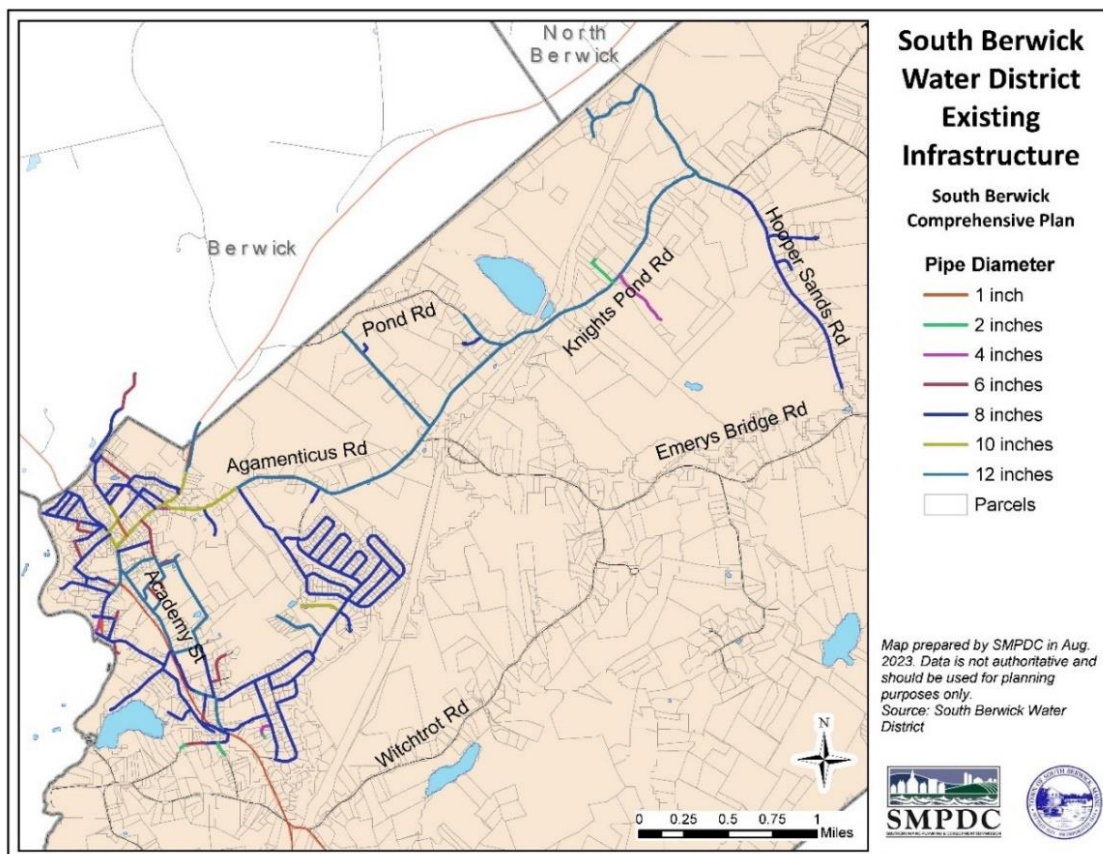 South Berwick
Water District
Existing
Infrastructure
South Berwick
Comprehensive Plan
Pipe Diameter
1 inch
2 inches
4 inches
6 inches
8 inches
10 inches
12 inches
Parcels
North
Berwick
Berwick
Hooper Sands Rd
Knights Pond Rd
Pond Rd
Agamenticus Rd
Emerys Bridge Rd
Academy St
Witchtrot Rd
N
0 0.25 0.5 0.75 1
Miles
Map prepared by SMPDC in Aug.
2023. Data is not authoritative and
should be used for planning
purposes only.
Source: South Berwick Water
District
SMPDC